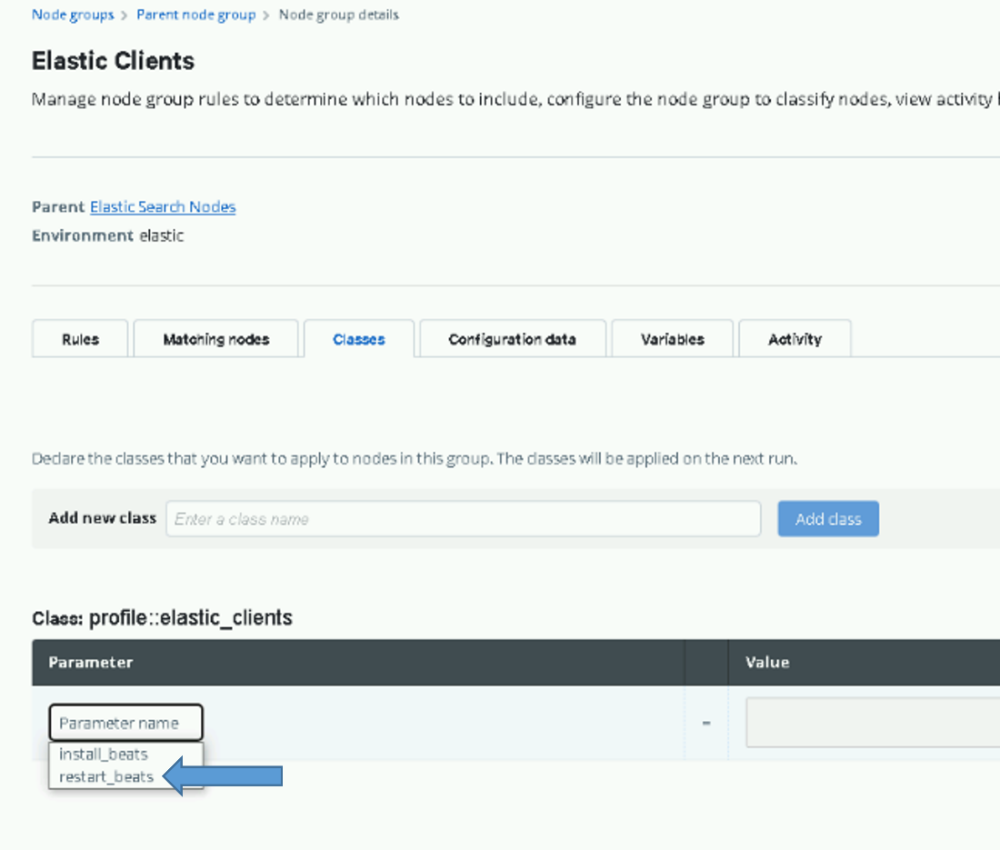 Node groups > Parent node group > Node group details
Elastic Clients
Manage node group rules to determine which nodes to include, configure the node group to classify nodes, view activity
Parent Elastic Search Nodes
Environment elastic
Rules Matching nodes Classes Configuration data Variables Activity
Declare the classes that you want to apply to nodes in this group. The classes will be applied on the next run.
Add new class Enter a class name Add class
Class: profile::elastic_clients
Parameter Value
Parameter name =
install_beats
restart_beats